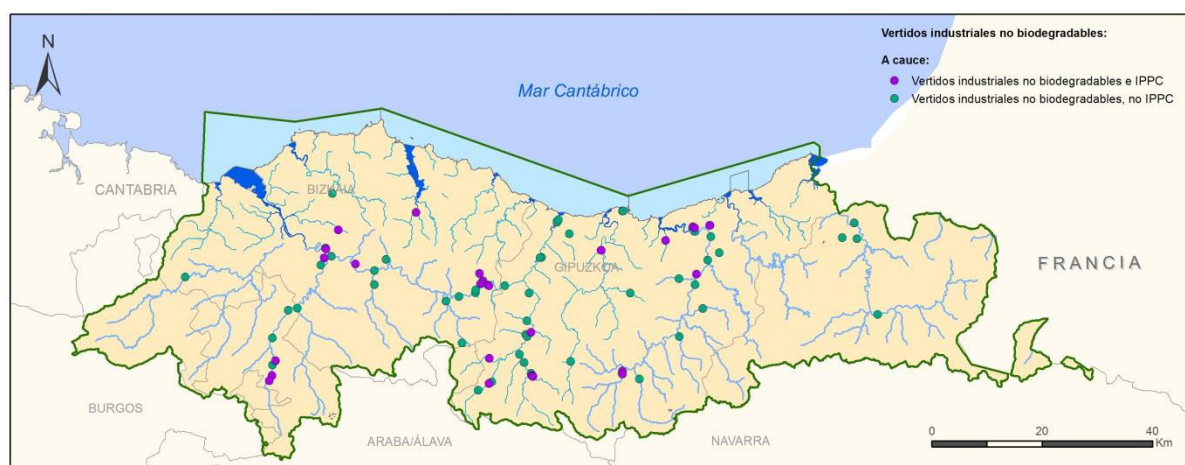 Vertidos industriales no biodegradables:
A cauce:
Vertidos industriales no biodegradables e IPPC
Vertidos industriales no biodegradables, no IPPC
N
Mar Cantábrico
CANTABRIA
BIZKAIA
GIPUZKOA
FRANCIA
BURGOS
ARABA/ÁLAVA
NAVARRA
0 20 40
Km